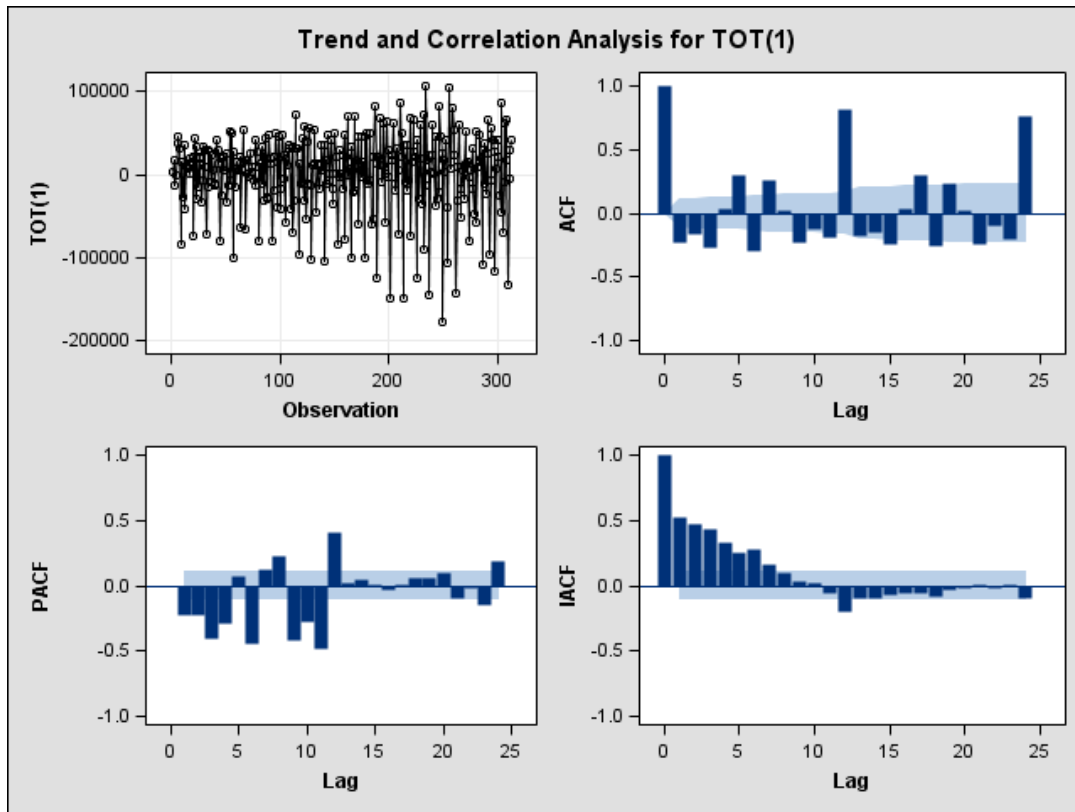 Trend and Correlation Analysis for TOT(1)
100000
0
-100000
-200000
TOT(1)
0 100 200 300
Observation
1.0
0.5
0.0
-0.5
-1.0
ACF
0 5 10 15 20 25
Lag
1.0
0.5
0.0
-0.5
-1.0
PACF
0 5 10 15 20 25
Lag
1.0
0.5
0.0
-0.5
-1.0
IACF
0 5 10 15 20 25
Lag